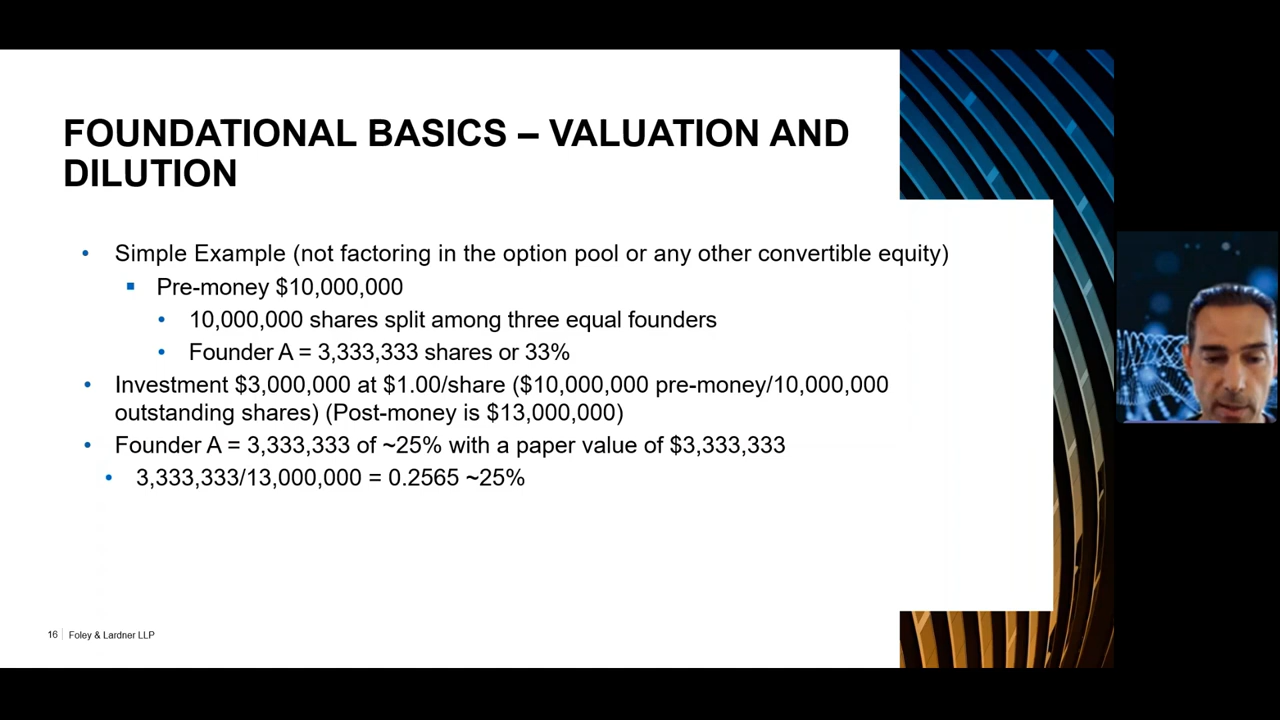 FOUNDATIONAL BASICS – VALUATION AND
DILUTION
• Simple Example (not factoring in the option pool or any other convertible equity)
▪ Pre-money $10,000,000
• 10,000,000 shares split among three equal founders
• Founder A = 3,333,333 shares or 33%
• Investment $3,000,000 at $1.00/share ($10,000,000 pre-money/10,000,000
outstanding shares) (Post-money is $13,000,000)
• Founder A = 3,333,333 of ~25% with a paper value of $3,333,333
• 3,333,333/13,000,000 = 0.2565 ~25%
16 | Foley & Lardner LLP